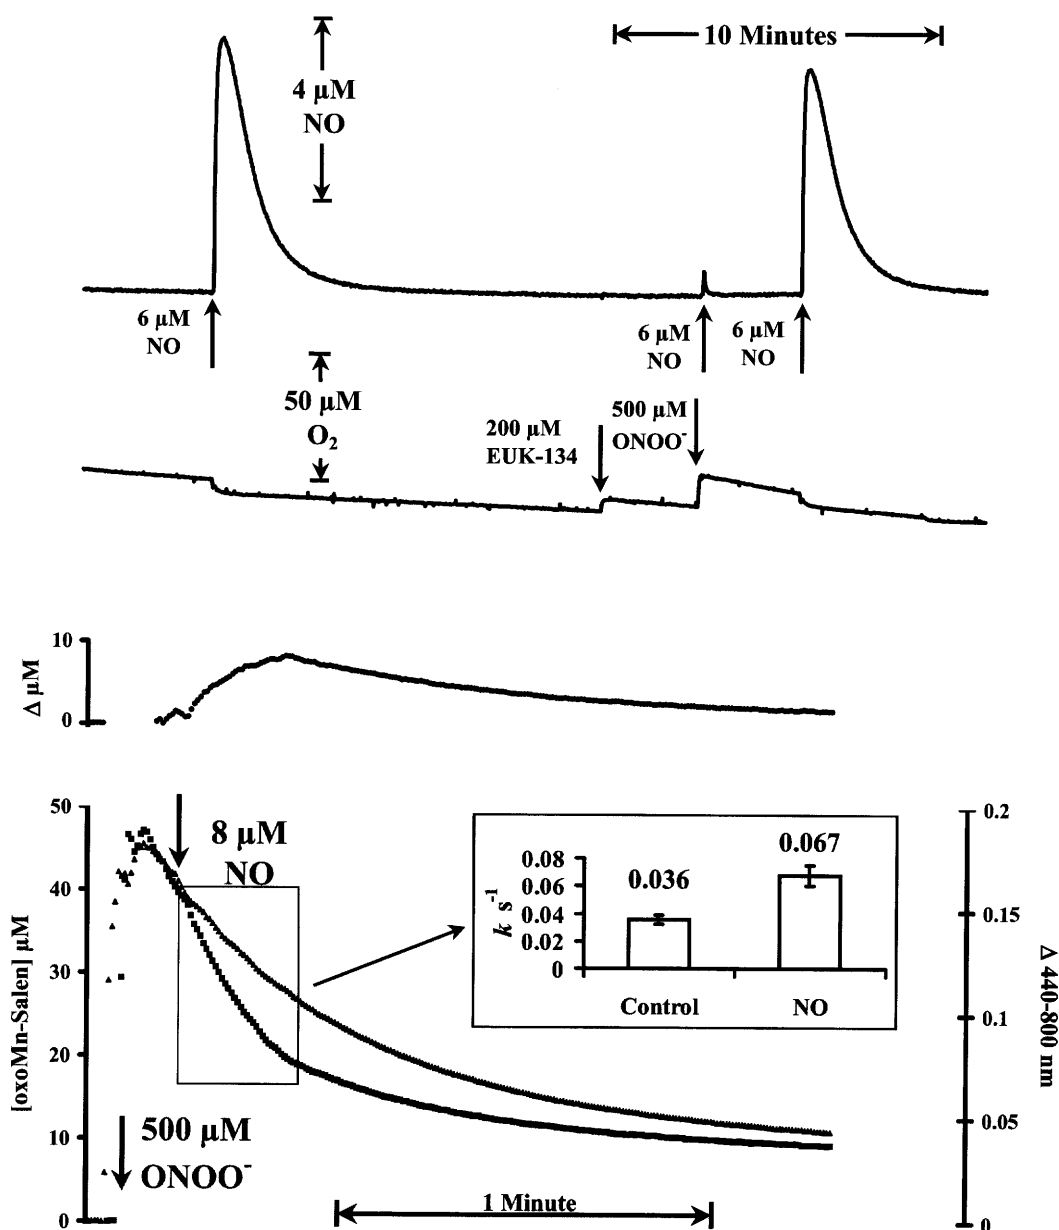 10 Minutes
4 µM
NO
6 µM
NO
6 µM
NO
6 µM
NO
50 µM
O2
200 µM
EUK-134
500 µM
ONOO-
10
0
Δ µM
50
40
30
20
10
0
[oxoMn-Salen] µM
8 µM
NO
500 µM
ONOO-
1 Minute
0.08
0.06
0.04
0.02
0
k s-1
0.036
0.067
Control
NO
0.2
0.15
0.1
0.05
0
Δ 440-800 nm